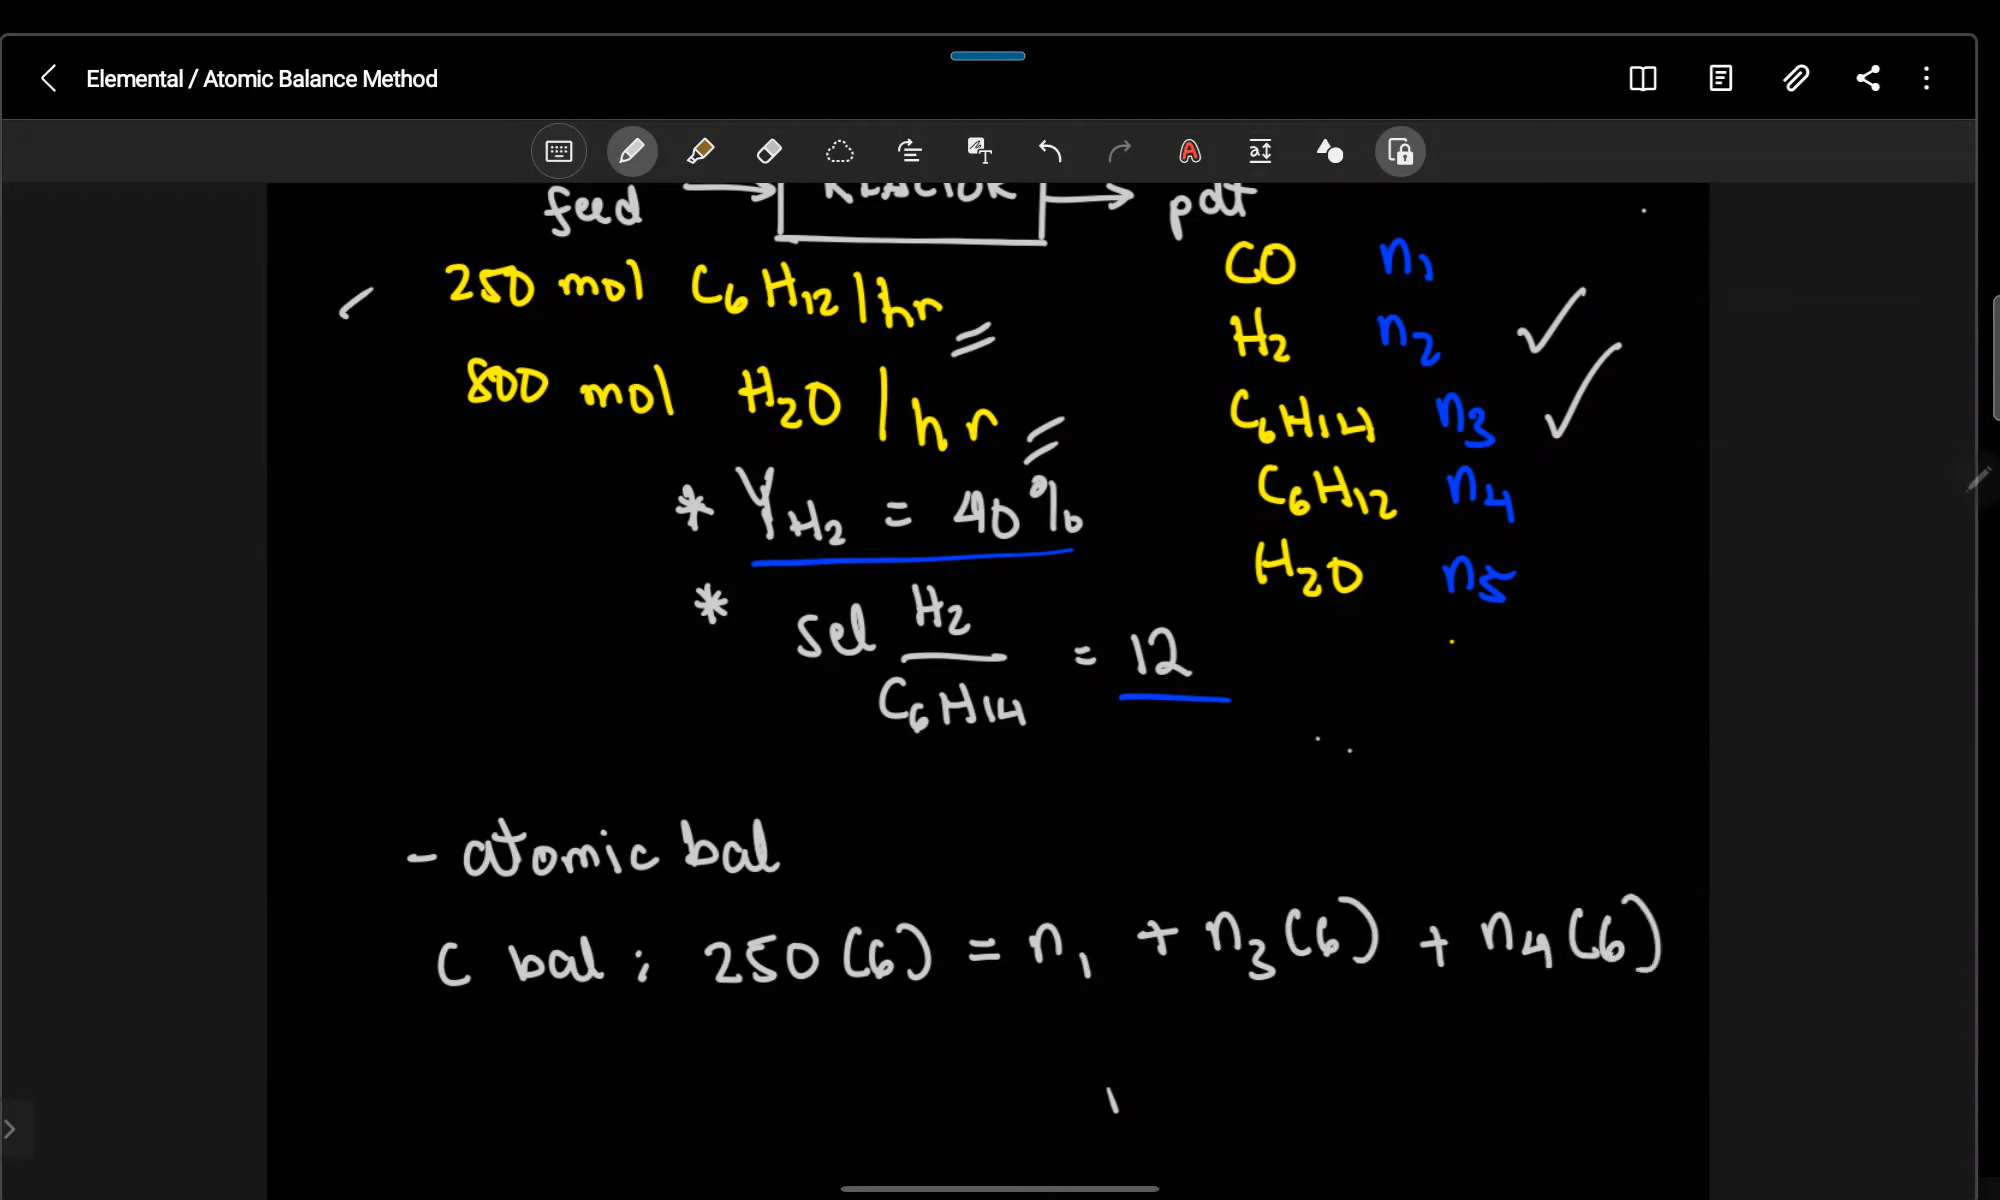 Elemental / Atomic Balance Method
feed REACTOR pdt
250 mol C6H12/hr
800 mol H2O/hr
CO n1
H2 n2
C6H14 n3
C6H12 n4
H2O n5
* YH2 = 40%
* Sel H2/C6H14 = 12
- atomic bal
C bal: 250(6) = n1 + n3(6) + n4(6)